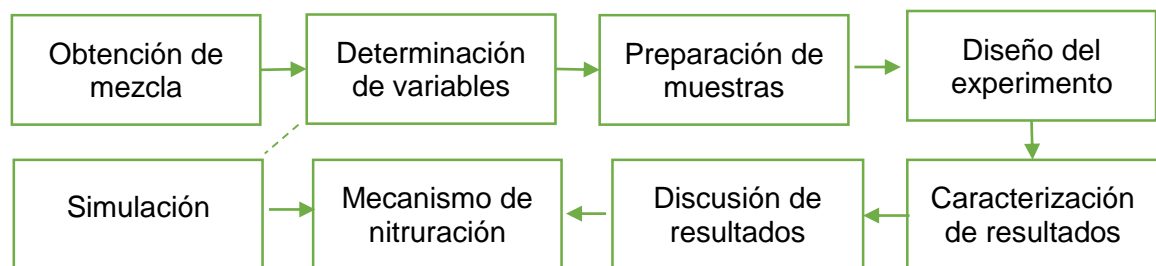 Obtención de
mezcla
Determinación
de variables
Preparación de
muestras
Diseño del
experimento
Simulación
Mecanismo de
nitruración
Discusión de
resultados
Caracterización
de resultados